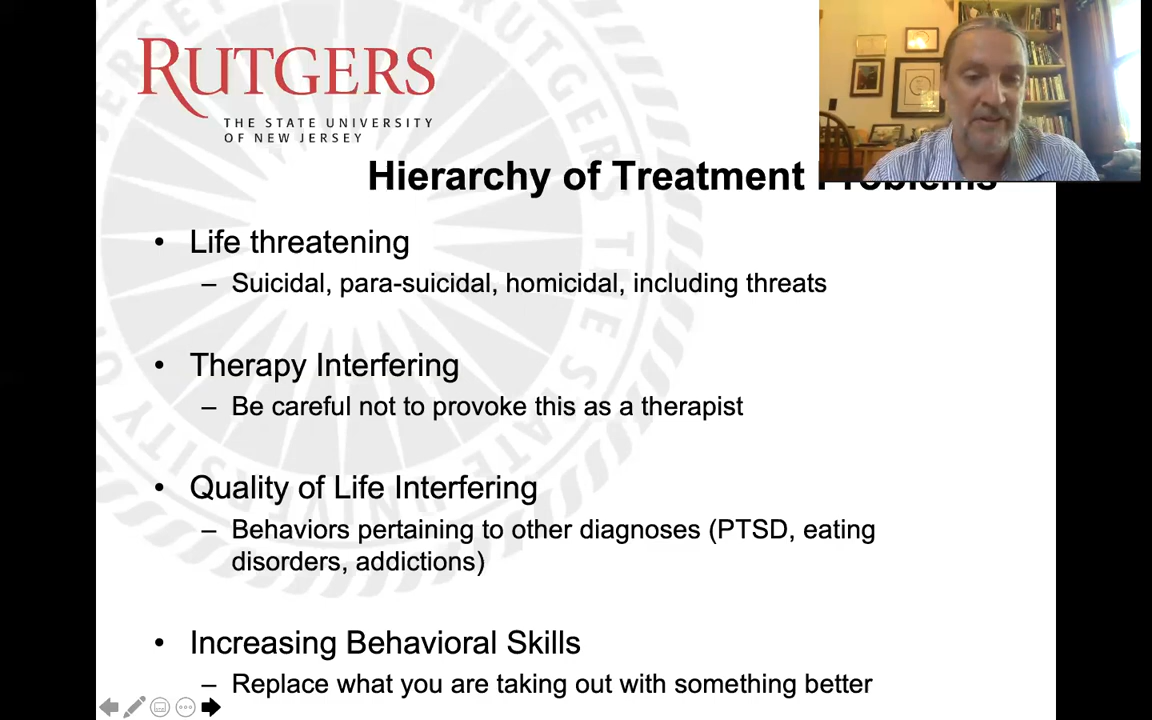 RUTGERS
THE STATE UNIVERSITY
OF NEW JERSEY
Hierarchy of Treatment Problems
• Life threatening
– Suicidal, para-suicidal, homicidal, including threats
• Therapy Interfering
– Be careful not to provoke this as a therapist
• Quality of Life Interfering
– Behaviors pertaining to other diagnoses (PTSD, eating
disorders, addictions)
• Increasing Behavioral Skills
– Replace what you are taking out with something better